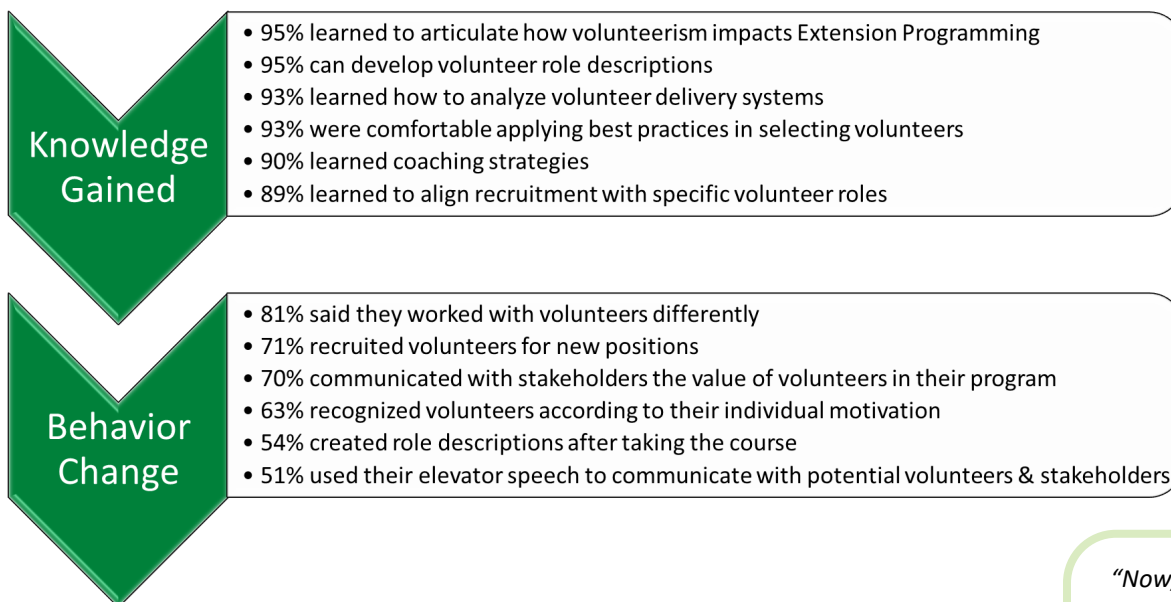 Knowledge
Gained
• 95% learned to articulate how volunteerism impacts Extension Programming
• 95% can develop volunteer role descriptions
• 93% learned how to analyze volunteer delivery systems
• 93% were comfortable applying best practices in selecting volunteers
• 90% learned coaching strategies
• 89% learned to align recruitment with specific volunteer roles
Behavior
Change
• 81% said they worked with volunteers differently
• 71% recruited volunteers for new positions
• 70% communicated with stakeholders the value of volunteers in their program
• 63% recognized volunteers according to their individual motivation
• 54% created role descriptions after taking the course
• 51% used their elevator speech to communicate with potential volunteers & stakeholders
“Now,